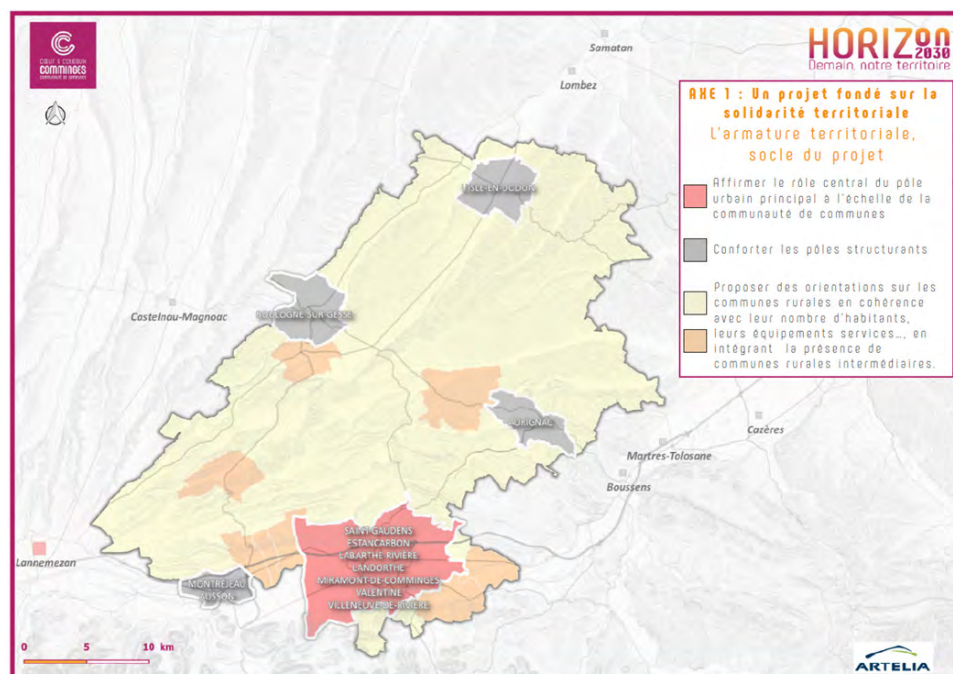 CŒUR & COTEAUX
COMMINGES
HORIZON
2030
Demain, notre territoire
Samatan
Lombez
AXE 1 : Un projet fondé sur la
solidarité territoriale
L'armature territoriale,
socle du projet
Affirmer le rôle central du pôle
urbain principal à l'échelle de la
communauté de communes
Conforter les pôles structurants
Proposer des orientations sur les
communes rurales en cohérence
avec leur nombre d'habitants,
leurs équipements services…, en
intégrant la présence de
communes rurales intermédiaires.
L'ISLE-EN-DODON
BOULOGNE-SUR-GESSE
Castelnau-Magnoac
AURIGNAC
Cazères
Martres-Tolosane
Boussens
SAINT-GAUDENS
ESTANCARBON
LABARTHE-RIVIÈRE
LANDORTHE
MIRAMONT-DE-COMMINGES
VALENTINE
VILLENEUVE-DE-RIVIÈRE
Lannemezan
MONTRÉJEAU
AUSSON
0 5 10 km
ARTELIA